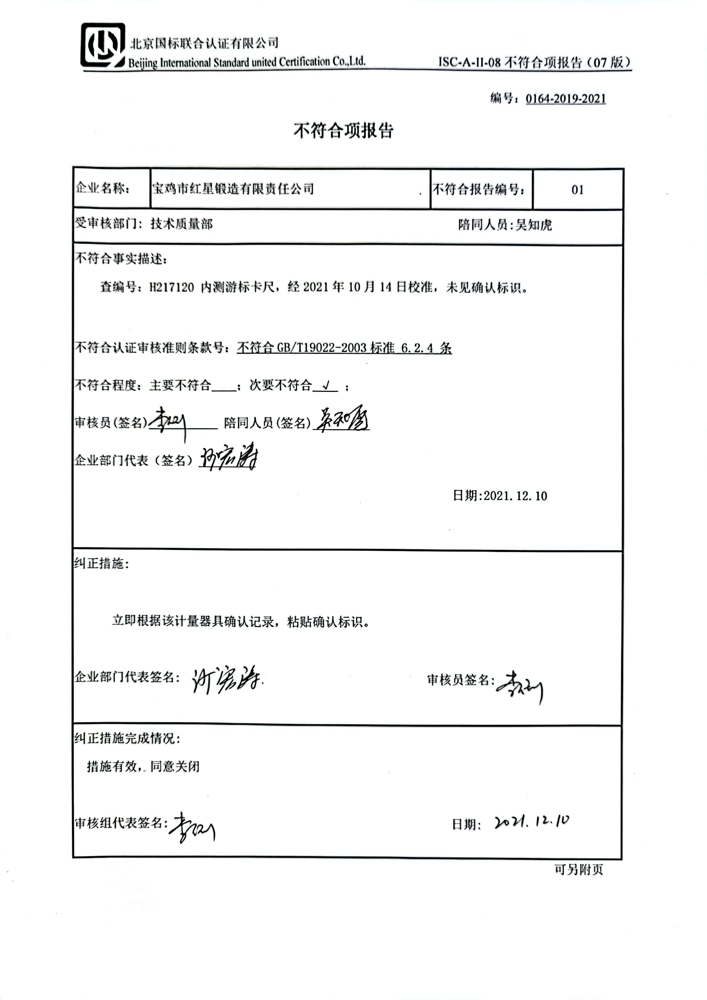 北京国标联合认证有限公司
Beijing International Standard united Certification Co.,Ltd.
ISC-A-II-08 不符合项报告（07 版）
编号：0164-2019-2021
不符合项报告
企业名称： 宝鸡市红星锻造有限责任公司 不符合报告编号： 01
受审核部门：技术质量部 陪同人员:吴知虎
不符合事实描述：
查编号：H217120 内测游标卡尺，经 2021 年 10 月 14 日校准，未见确认标识。
不符合认证审核准则条款号：不符合 GB/T19022-2003 标准 6.2.4 条
不符合程度：主要不符合____；次要不符合 √ ；
审核员(签名) 陪同人员(签名) 吴知虎
企业部门代表（签名）
日期:2021.12.10
纠正措施：
立即根据该计量器具确认记录，粘贴确认标识。
企业部门代表签名： 审核员签名：
纠正措施完成情况：
措施有效，同意关闭
审核组代表签名： 日期： 2021.12.10
可另附页